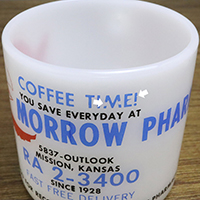 COFFEE TIME!
YOU SAVE EVERYDAY AT
MORROW PHAR
5837-OUTLOOK
MISSION, KANSAS
RA 2-3400
SINCE 1928
FAST FREE DELIVERY